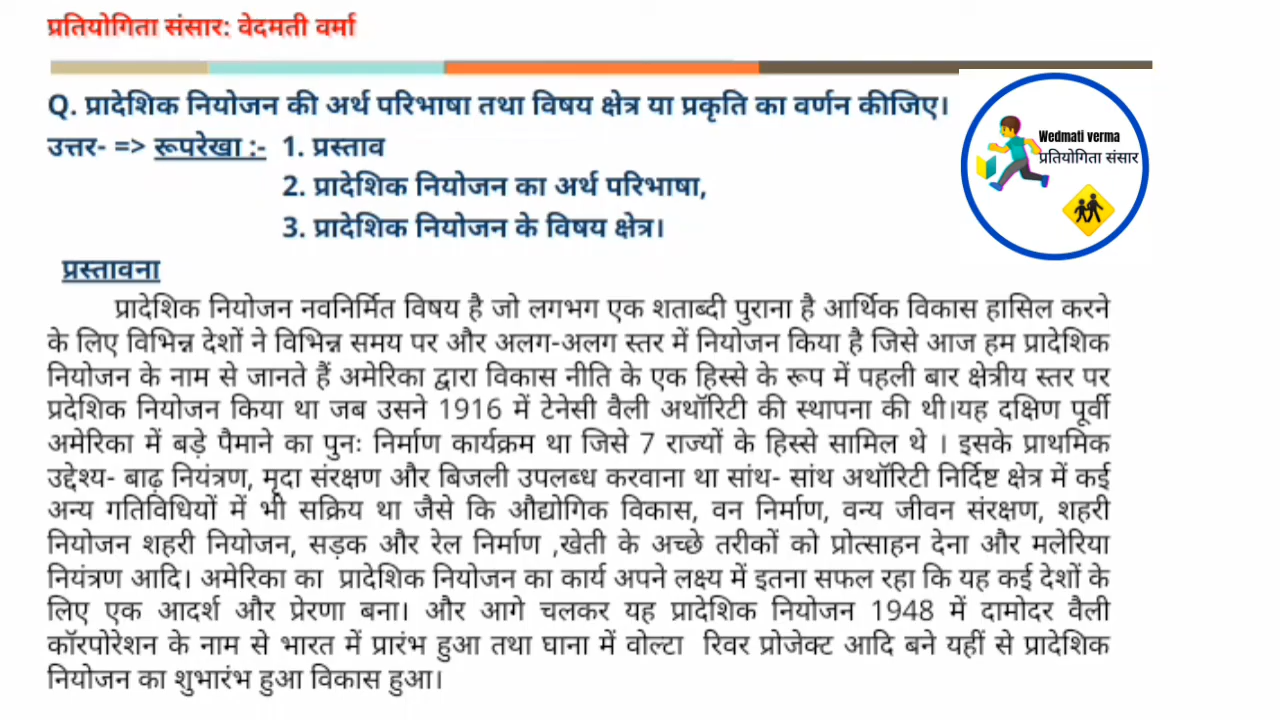 प्रतियोगिता संसार: वेदमती वर्मा
Q. प्रादेशिक नियोजन की अर्थ परिभाषा तथा विषय क्षेत्र या प्रकृति का वर्णन कीजिए।
उत्तर- => रूपरेखा :- 1. प्रस्ताव
2. प्रादेशिक नियोजन का अर्थ परिभाषा,
3. प्रादेशिक नियोजन के विषय क्षेत्र।
Wedmati verma
प्रतियोगिता संसार
प्रस्तावना
प्रादेशिक नियोजन नवनिर्मित विषय है जो लगभग एक शताब्दी पुराना है आर्थिक विकास हासिल करने
के लिए विभिन्न देशों ने विभिन्न समय पर और अलग-अलग स्तर में नियोजन किया है जिसे आज हम प्रादेशिक
नियोजन के नाम से जानते हैं अमेरिका द्वारा विकास नीति के एक हिस्से के रूप में पहली बार क्षेत्रीय स्तर पर
प्रदेशिक नियोजन किया था जब उसने 1916 में टेनेसी वैली अथॉरिटी की स्थापना की थी।यह दक्षिण पूर्वी
अमेरिका में बड़े पैमाने का पुनः निर्माण कार्यक्रम था जिसे 7 राज्यों के हिस्से सामिल थे । इसके प्राथमिक
उद्देश्य- बाढ़ नियंत्रण, मृदा संरक्षण और बिजली उपलब्ध करवाना था सांथ- सांथ अथॉरिटी निर्दिष्ट क्षेत्र में कई
अन्य गतिविधियों में भी सक्रिय था जैसे कि औद्योगिक विकास, वन निर्माण, वन्य जीवन संरक्षण, शहरी
नियोजन शहरी नियोजन, सड़क और रेल निर्माण ,खेती के अच्छे तरीकों को प्रोत्साहन देना और मलेरिया
नियंत्रण आदि। अमेरिका का प्रादेशिक नियोजन का कार्य अपने लक्ष्य में इतना सफल रहा कि यह कई देशों के
लिए एक आदर्श और प्रेरणा बना। और आगे चलकर यह प्रादेशिक नियोजन 1948 में दामोदर वैली
कॉरपोरेशन के नाम से भारत में प्रारंभ हुआ तथा घाना में वोल्टा रिवर प्रोजेक्ट आदि बने यहीं से प्रादेशिक
नियोजन का शुभारंभ हुआ विकास हुआ।